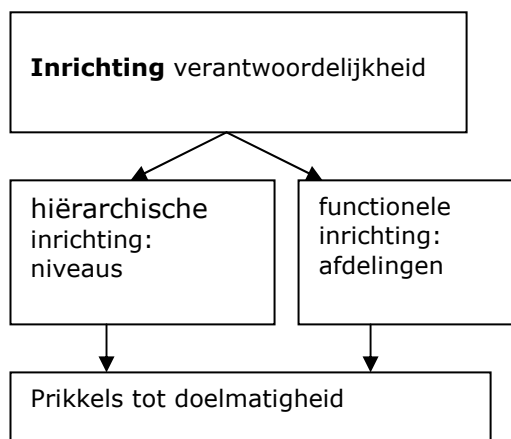 Inrichting verantwoordelijkheid
hiërarchische
inrichting:
niveaus
functionele
inrichting:
afdelingen
Prikkels tot doelmatigheid